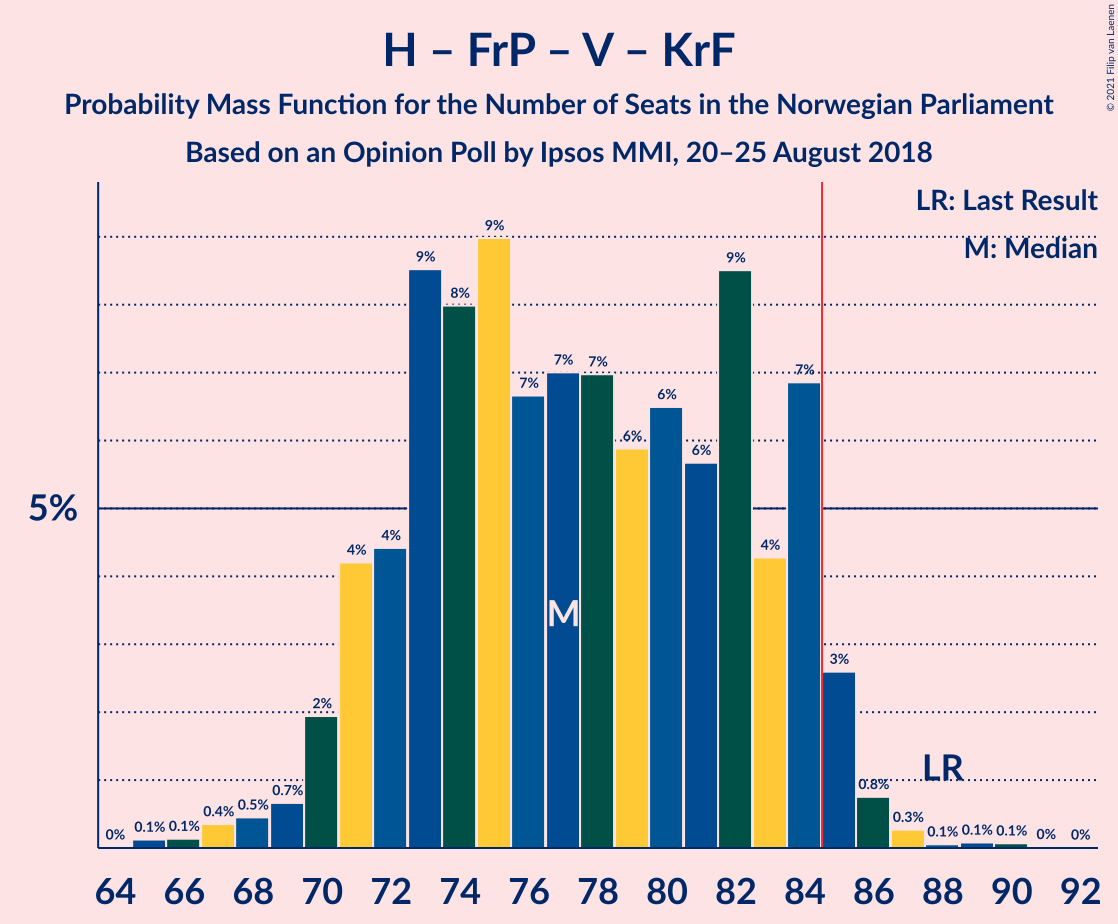 H – FrP – V – KrF
Probability Mass Function for the Number of Seats in the Norwegian Parliament
Based on an Opinion Poll by Ipsos MMI, 20–25 August 2018
© 2021 Filip van Laenen
LR: Last Result
M: Median
5%
0% 0.1% 0.1% 0.4% 0.5% 0.7% 2% 4% 4% 9% 8% 9% 7% 7% 7% 6% 6% 6% 9% 4% 7% 3% 0.8% 0.3% 0.1% 0.1% 0.1% 0% 0%
M
LR
64 66 68 70 72 74 76 78 80 82 84 86 88 90 92